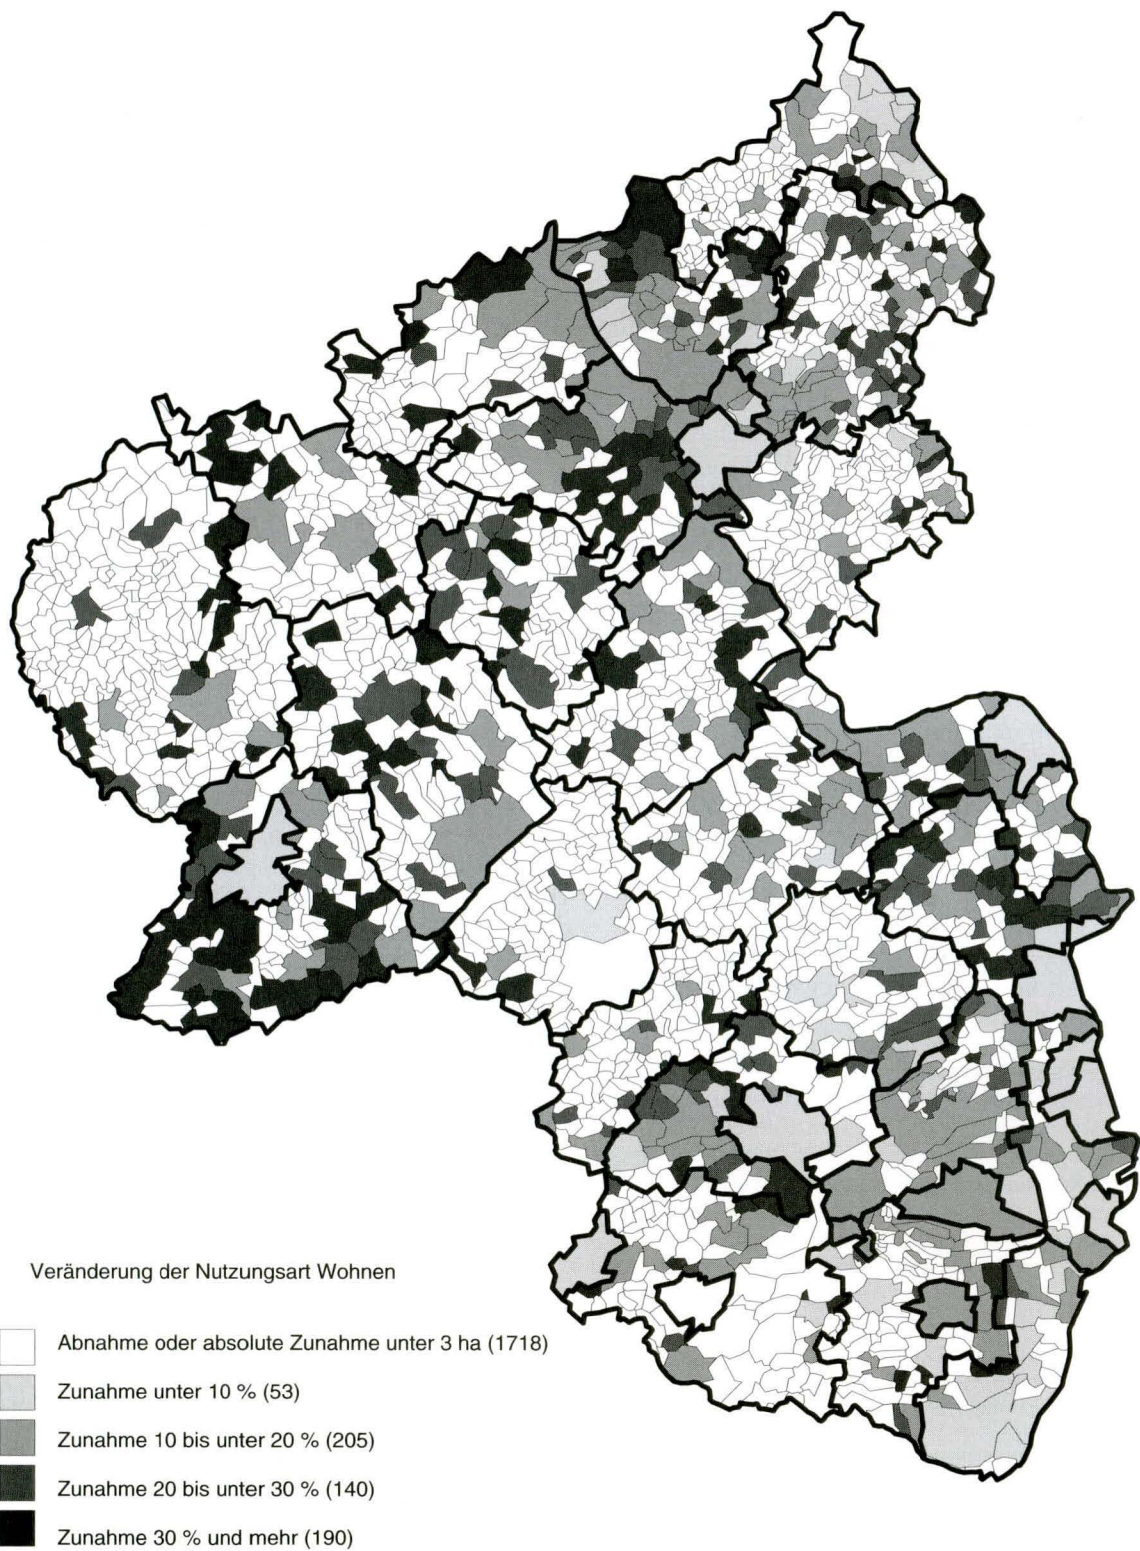 Veränderung der Nutzungsart Wohnen
Abnahme oder absolute Zunahme unter 3 ha (1718)
Zunahme unter 10 % (53)
Zunahme 10 bis unter 20 % (205)
Zunahme 20 bis unter 30 % (140)
Zunahme 30 % und mehr (190)